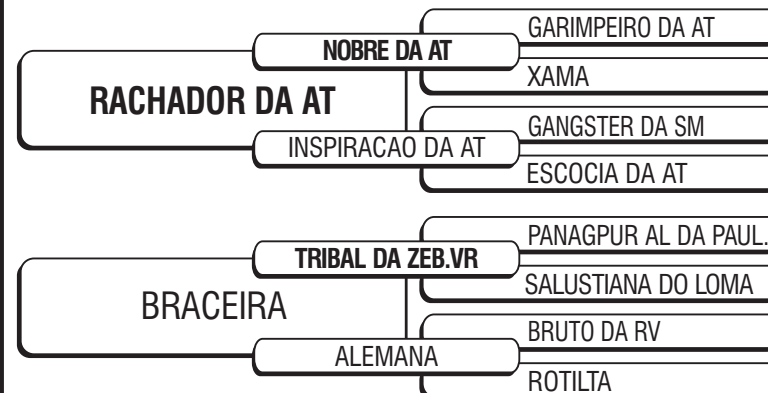 GARIMPEIRO DA AT
NOBRE DA AT
XAMA
RACHADOR DA AT
GANGSTER DA SM
INSPIRACAO DA AT
ESCOCIA DA AT
PANAGPUR AL DA PAUL.
TRIBAL DA ZEB.VR
SALUSTIANA DO LOMA
BRACEIRA
BRUTO DA RV
ALEMANA
ROTILTA